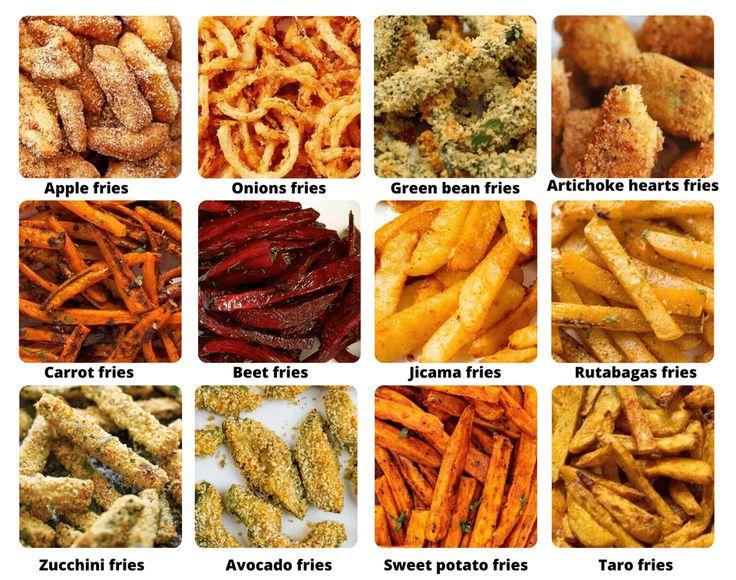 Apple fries
Onions fries
Green bean fries
Artichoke hearts fries
Carrot fries
Beet fries
Jicama fries
Rutabagas fries
Zucchini fries
Avocado fries
Sweet potato fries
Taro fries